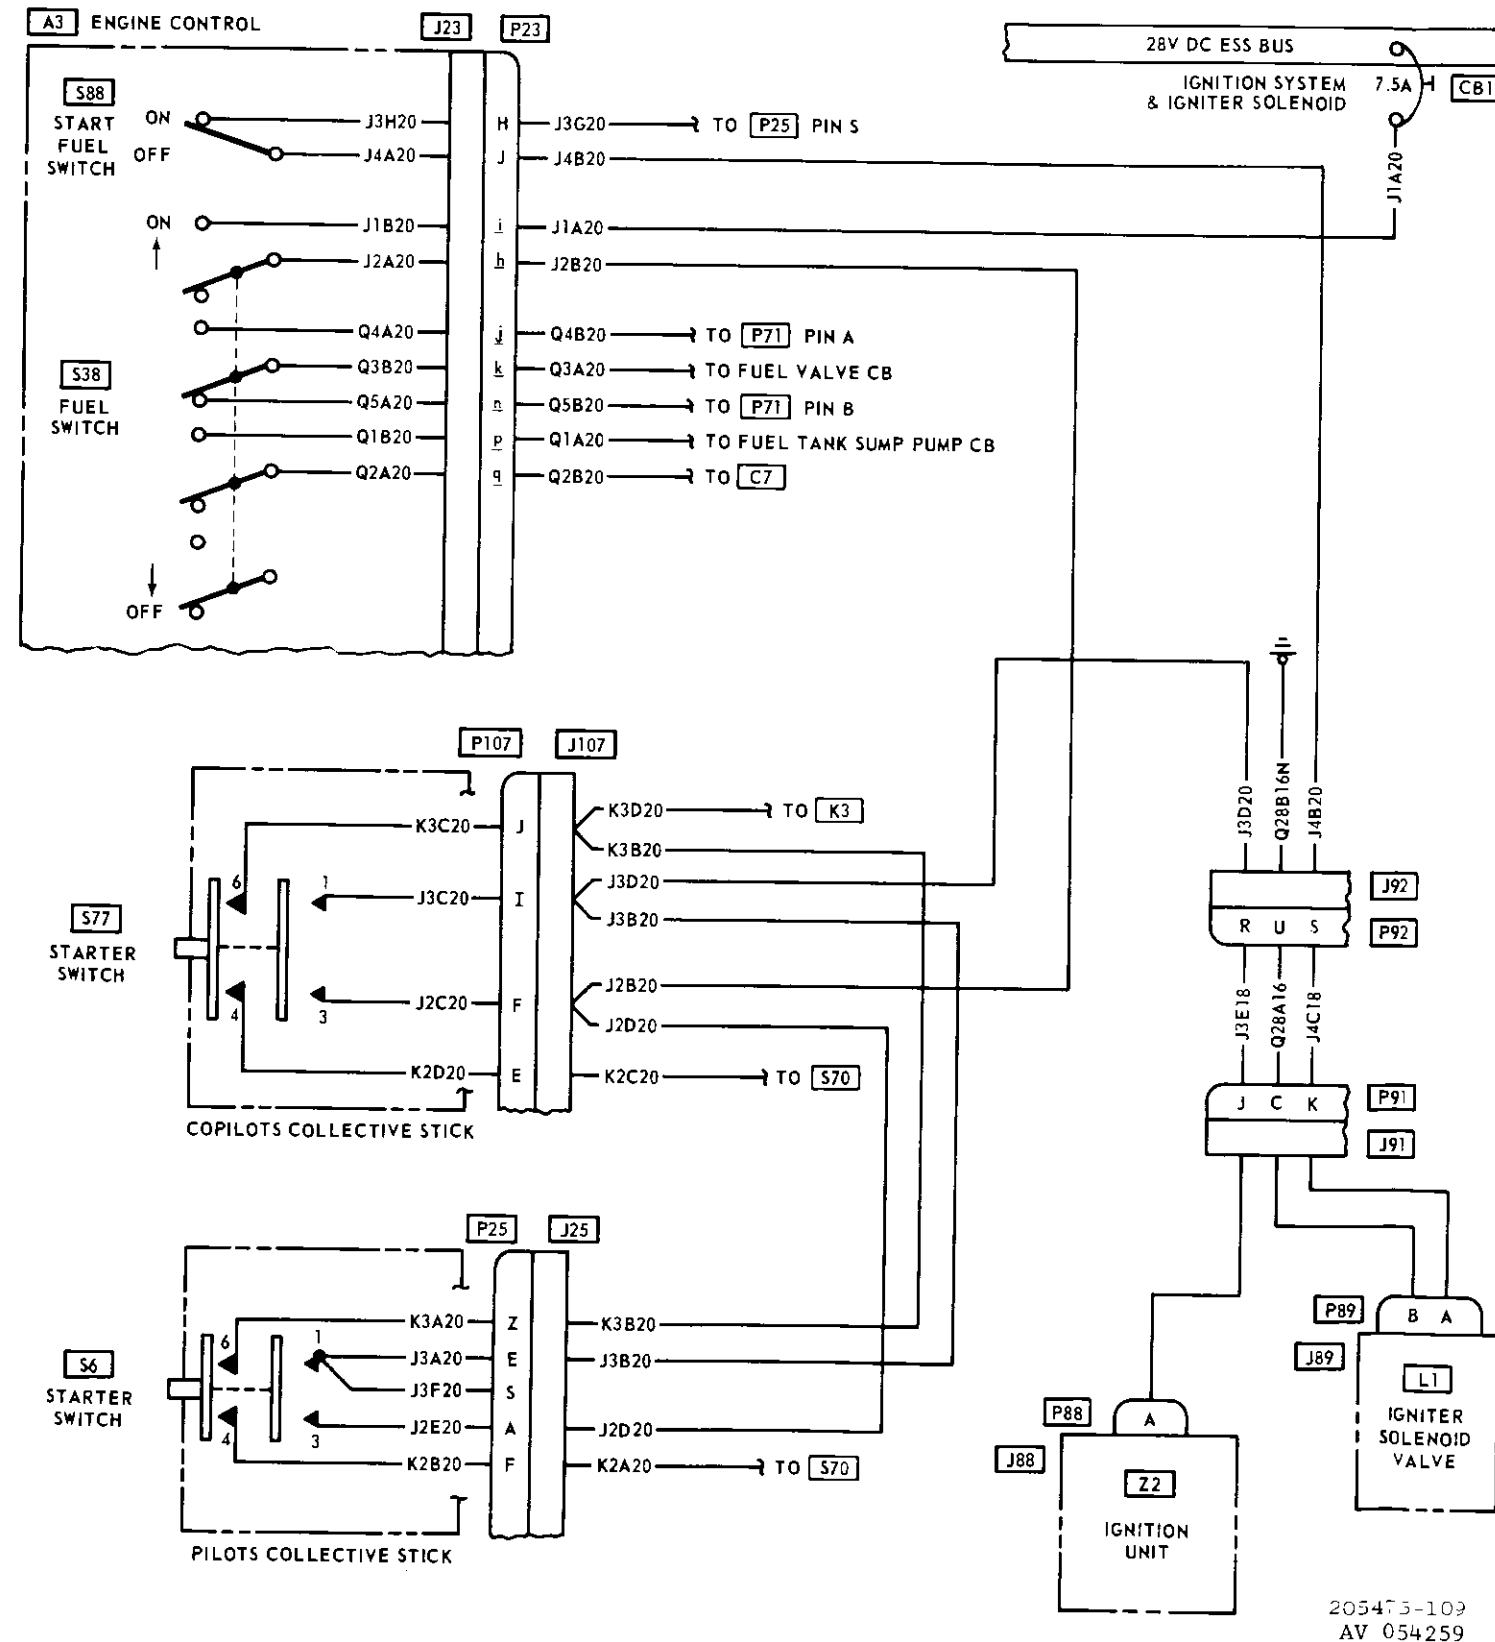 A3 ENGINE CONTROL
J23 P23
28V DC ESS BUS
IGNITION SYSTEM
& IGNITER SOLENOID
7.5A
CB1
J1A20
S88
START
FUEL
SWITCH
ON
OFF
J3H20 H J3G20 TO P25 PIN S
J4A20 J J4B20
ON
J1B20 i J1A20
J2A20 h J2B20
Q4A20 j Q4B20 TO P71 PIN A
Q3B20 k Q3A20 TO FUEL VALVE CB
S38
FUEL
SWITCH
Q5A20 n Q5B20 TO P71 PIN B
Q1B20 p Q1A20 TO FUEL TANK SUMP PUMP CB
Q2A20 q Q2B20 TO C7
OFF
P107 J107
K3C20 J K3D20 TO K3
K3B20
6 1
J3C20 I J3D20
J3B20
S77
STARTER
SWITCH
4 3
J2C20 F J2B20
J2D20
K2D20 E K2C20 TO S70
COPILOTS COLLECTIVE STICK
J3D20 Q28B16N J4B20
J92
R U S P92
J3E18 Q28A16 J4C18
J C K P91
J91
P25 J25
K3A20 Z K3B20
6 1
J3A20 E J3B20
J3F20 S
S6
STARTER
SWITCH
4 3
J2E20 A J2D20
K2B20 F K2A20 TO S70
PILOTS COLLECTIVE STICK
P89 B A
J89
L1
IGNITER
SOLENOID
VALVE
P88 A
J88
Z2
IGNITION
UNIT
205475-109
AV 054259